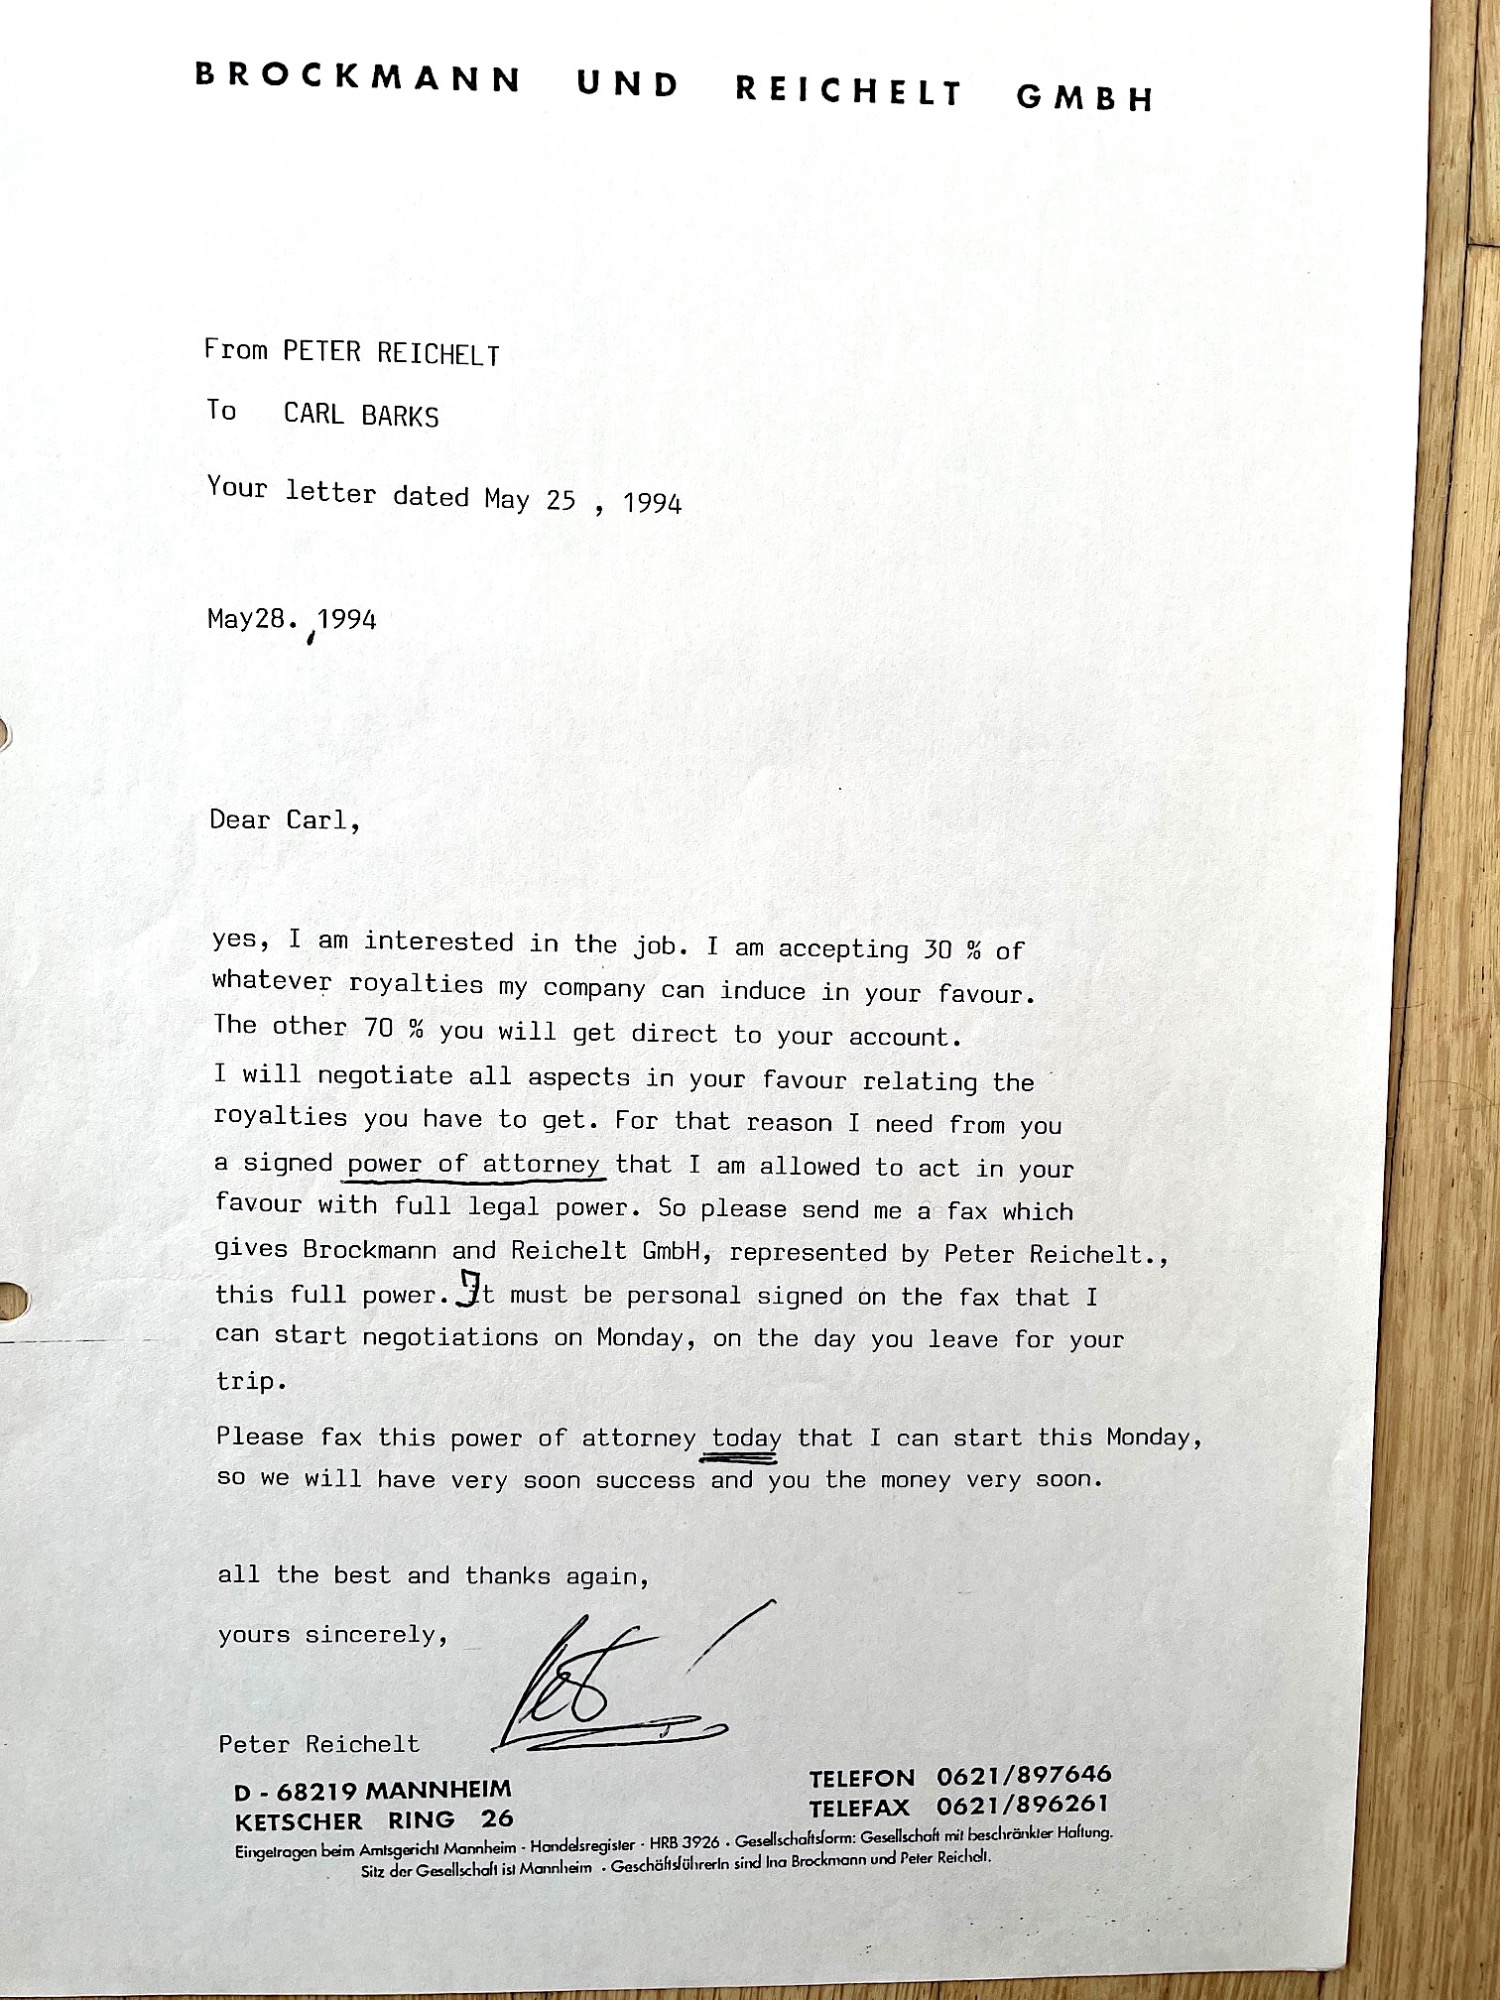 BROCKMANN UND REICHELT GMBH
From PETER REICHELT
To CARL BARKS
Your letter dated May 25 , 1994
May28. ,1994
Dear Carl,
yes, I am interested in the job. I am accepting 30 % of
whatever royalties my company can induce in your favour.
The other 70 % you will get direct to your account.
I will negotiate all aspects in your favour relating the
royalties you have to get. For that reason I need from you
a signed power of attorney that I am allowed to act in your
favour with full legal power. So please send me a fax which
gives Brockmann and Reichelt GmbH, represented by Peter Reichelt.,
this full power. It must be personal signed on the fax that I
can start negotiations on Monday, on the day you leave for your
trip.
Please fax this power of attorney today that I can start this Monday,
so we will have very soon success and you the money very soon.
all the best and thanks again,
yours sincerely,
Peter Reichelt
D - 68219 MANNHEIM
KETSCHER RING 26
TELEFON 0621/897646
TELEFAX 0621/896261
Eingetragen beim Amtsgericht Mannheim - Handelsregister · HRB 3926 . Gesellschaftsform: Gesellschaft mit beschränkter Haftung.
Sitz der Gesellschaft ist Mannheim . GeschäftsführerIn sind Ina Brockmann und Peter Reichelt.